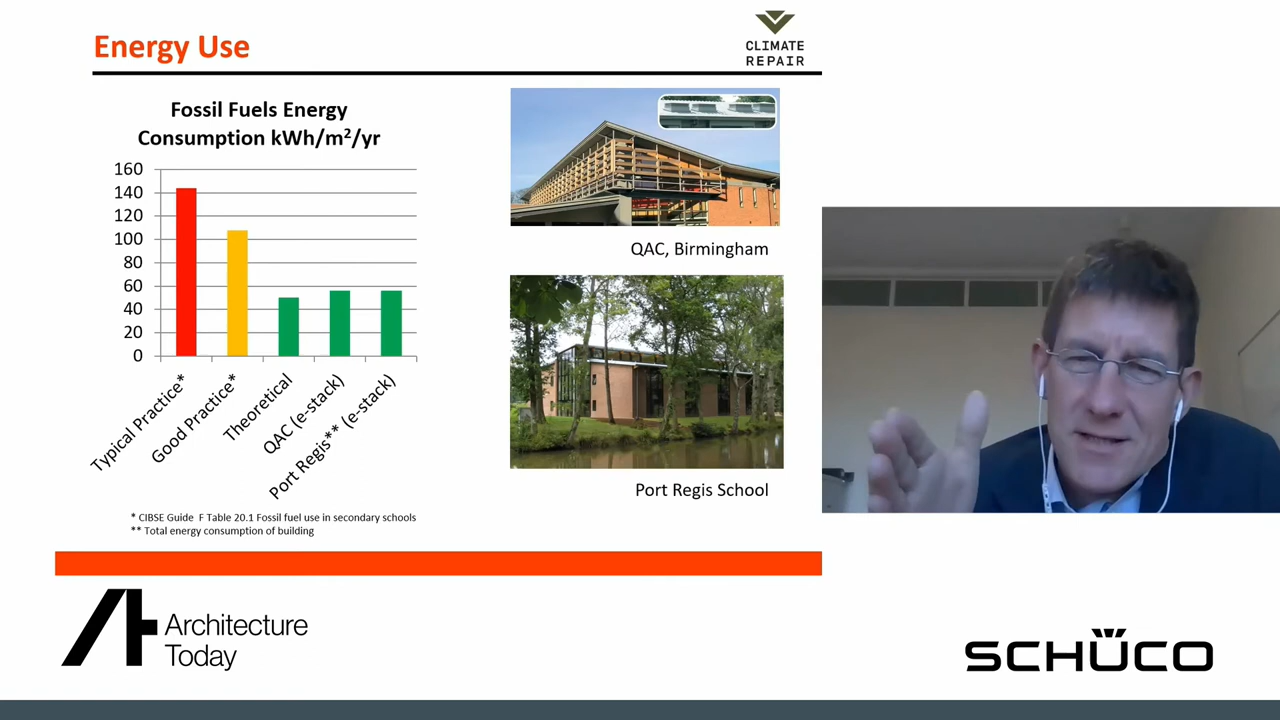 Energy Use
CLIMATE
REPAIR
Fossil Fuels Energy
Consumption kWh/m²/yr
160
140
120
100
80
60
40
20
0
Typical Practice*
Good Practice*
Theoretical
QAC (e-stack)
Port Regis** (e-stack)
* CIBSE Guide F Table 20.1 Fossil fuel use in secondary schools
** Total energy consumption of building
QAC, Birmingham
Port Regis School
Architecture
Today
SCHÜCO